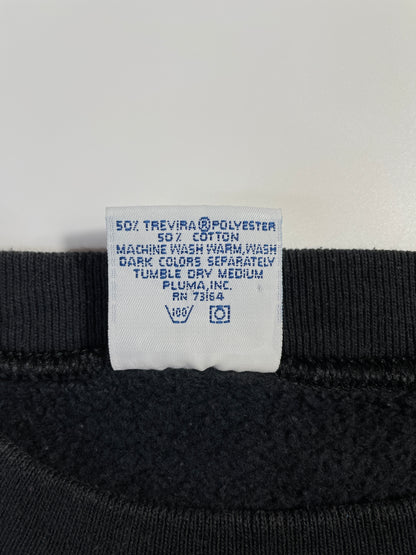 50% TREVIRA® POLYESTER
50% COTTON
MACHINE WASH WARM, WASH
DARK COLORS SEPARATELY
TUMBLE DRY MEDIUM
PLUMA, INC.
RN 73164
100